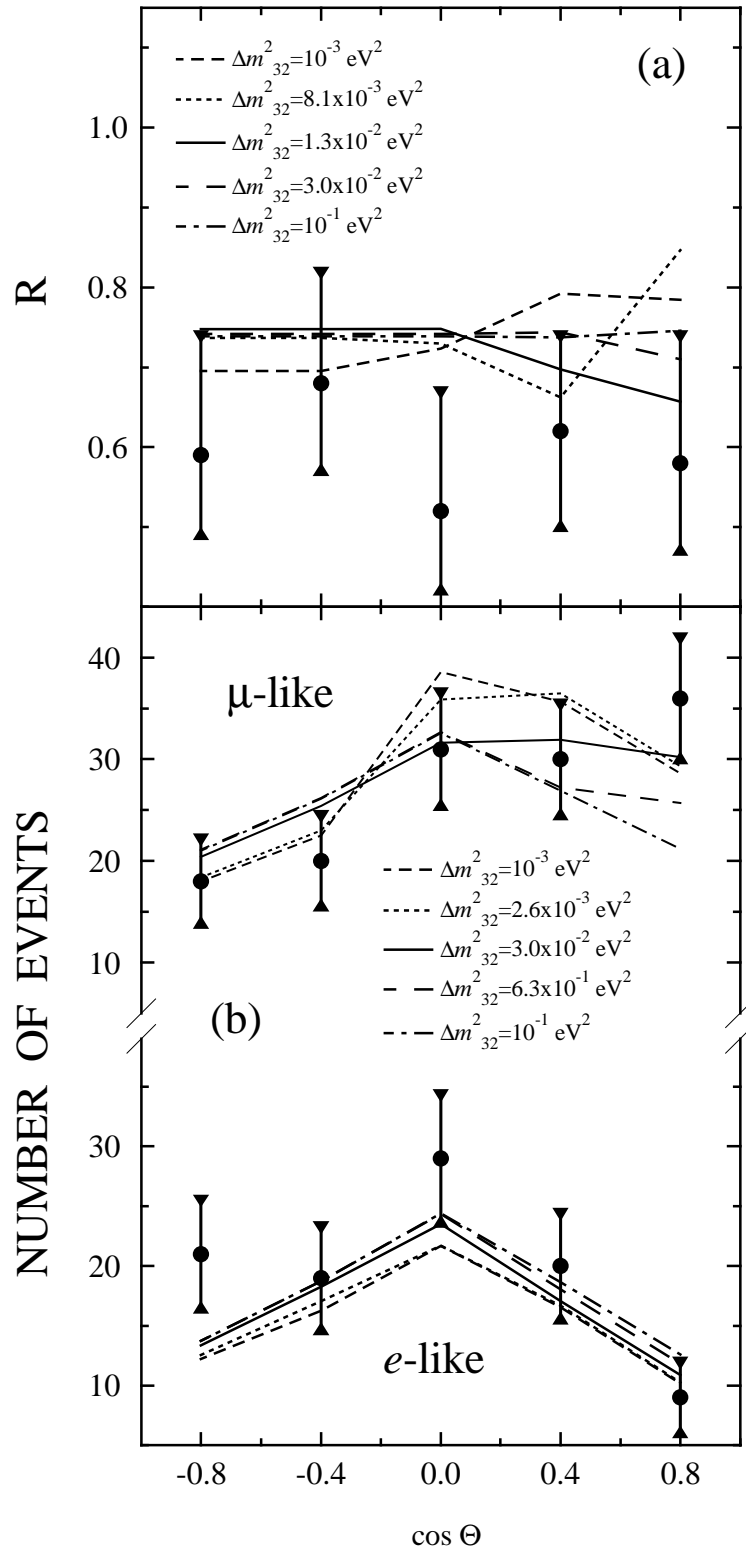 (a)
Δm²₃₂=10⁻³ eV²
Δm²₃₂=8.1x10⁻³ eV²
Δm²₃₂=1.3x10⁻² eV²
Δm²₃₂=3.0x10⁻² eV²
Δm²₃₂=10⁻¹ eV²
R
1.0
0.8
0.6
μ-like
40
30
20
10
Δm²₃₂=10⁻³ eV²
Δm²₃₂=2.6x10⁻³ eV²
Δm²₃₂=3.0x10⁻² eV²
Δm²₃₂=6.3x10⁻¹ eV²
Δm²₃₂=10⁻¹ eV²
(b)
NUMBER OF EVENTS
30
20
10
e-like
-0.8 -0.4 0.0 0.4 0.8
cos Θ